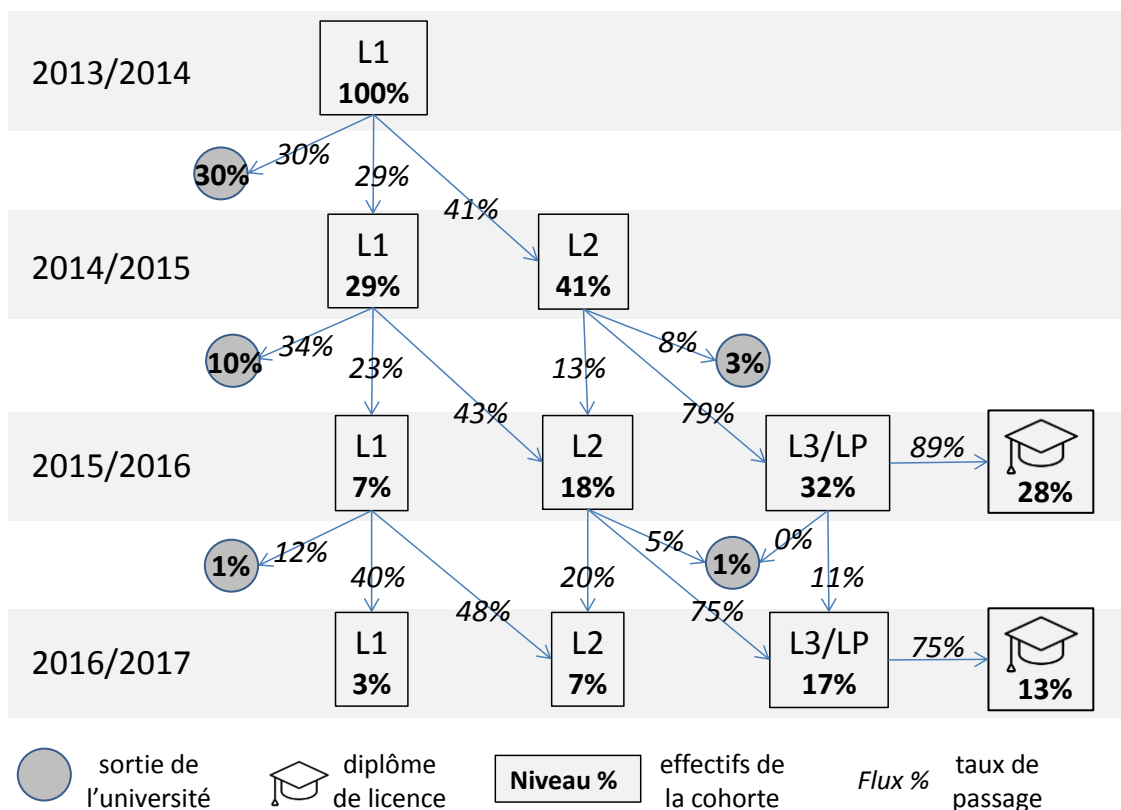 L1
2013/2014
100%
30%
30%
29%
41%
L1
L2
2014/2015
29%
41%
34%
8%
10%
3%
23%
13%
43%
79%
L1
L2
L3/LP
89%
2015/2016
7%
18%
32%
28%
12%
5%
0%
1%
1%
40%
20%
11%
48%
75%
L1
L2
L3/LP
75%
2016/2017
3%
7%
17%
13%
sortie de
l'université
diplôme
de licence
Niveau %
effectifs de
la cohorte
Flux %
taux de
passage